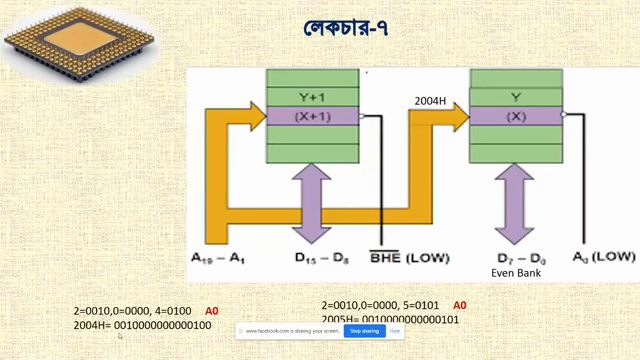 লেকচার-৭
2004H
Y+1
Y
(X+1)
(X)
A19 – A1
D15 – D8
BHE (LOW)
D7 – D0
A0 (LOW)
Even Bank
2=0010,0=0000, 4=0100 A0
2004H= 0010000000000100
2=0010,0=0000, 5=0101 A0
2005H= 0010000000000101
www.facebook.com is sharing your screen.
Stop sharing
Hide